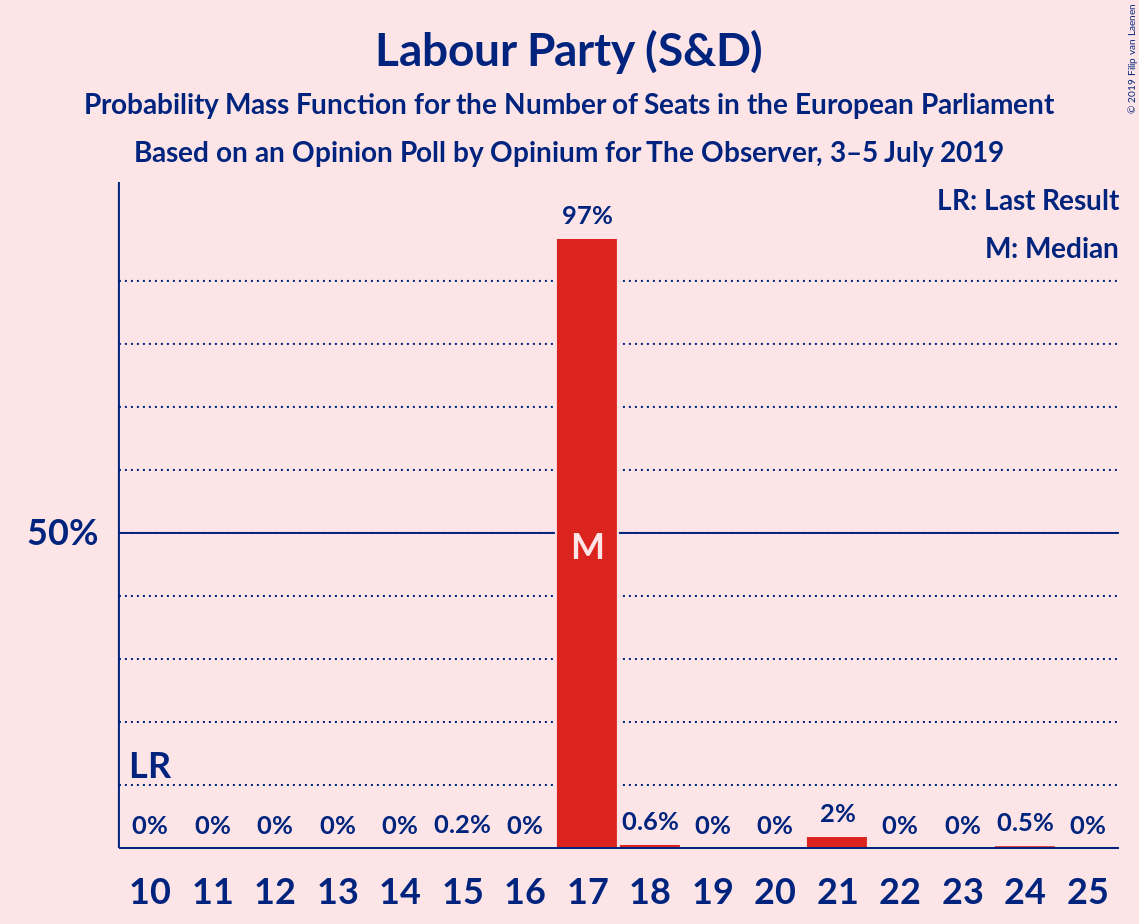 Labour Party (S&D)
Probability Mass Function for the Number of Seats in the European Parliament
Based on an Opinion Poll by Opinium for The Observer, 3–5 July 2019
© 2019 Filip van Laenen
LR: Last Result
M: Median
97%
50%
M
LR
0% 0% 0% 0% 0% 0.2% 0% 0.6% 0% 0% 2% 0% 0% 0.5% 0%
10 11 12 13 14 15 16 17 18 19 20 21 22 23 24 25